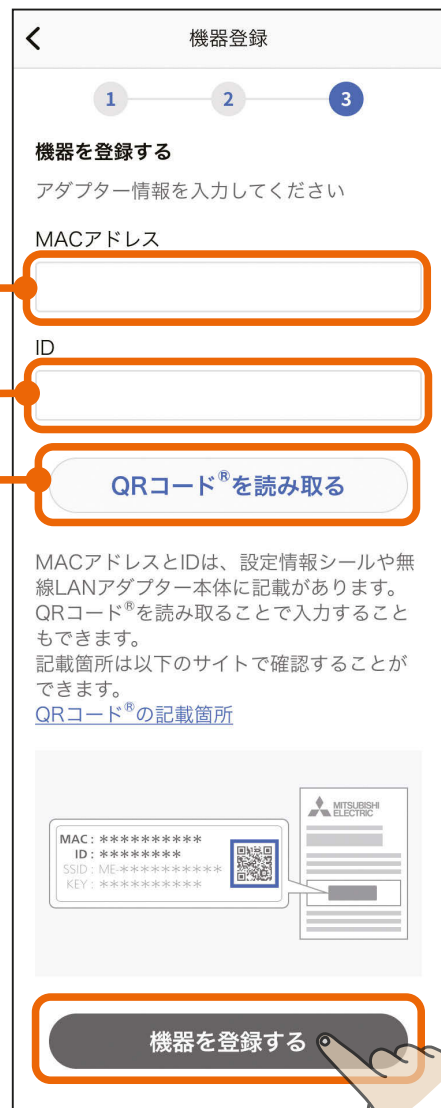 機器登録
1 2 3
機器を登録する
アダプター情報を入力してください
MACアドレス
ID
QRコード®を読み取る
MACアドレスとIDは、設定情報シールや無
線LANアダプター本体に記載があります。
QRコード®を読み取ることで入力すること
もできます。
記載箇所は以下のサイトで確認することが
できます。
QRコード®の記載箇所
MITSUBISHI
ELECTRIC
MAC : **********
ID : ********
SSID : ME-**********
KEY : **********
機器を登録する